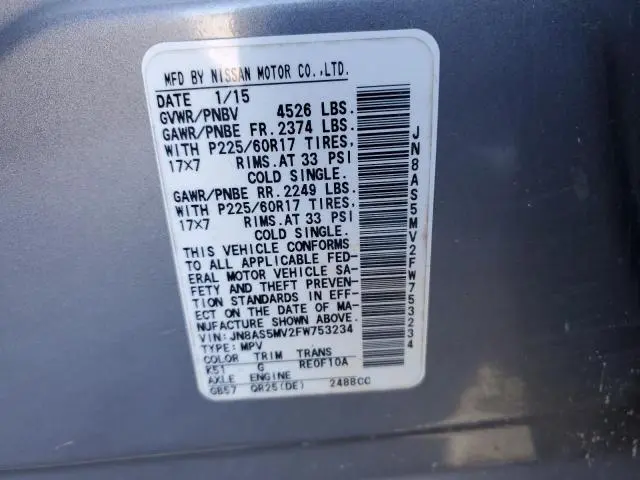 MFD BY NISSAN MOTOR CO.,LTD.
DATE 1/15
GVWR/PNBV 4526 LBS.
GAWR/PNBE FR. 2374 LBS.
WITH P225/60R17 TIRES,
17X7 RIMS.AT 33 PSI
COLD SINGLE.
GAWR/PNBE RR. 2249 LBS.
WITH P225/60R17 TIRES,
17X7 RIMS.AT 33 PSI
COLD SINGLE.
THIS VEHICLE CONFORMS
TO ALL APPLICABLE FED-
ERAL MOTOR VEHICLE SA-
FETY AND THEFT PREVEN-
TION STANDARDS IN EFF-
ECT ON THE DATE OF MA-
NUFACTURE SHOWN ABOVE.
VIN: JN8AS5MV2FW753234
TYPE: MPV
COLOR TRIM TRANS
K51 G RE0F10A
AXLE ENGINE
GB57 QR25(DE) 2488CC
JN8AS5MV2FW753234